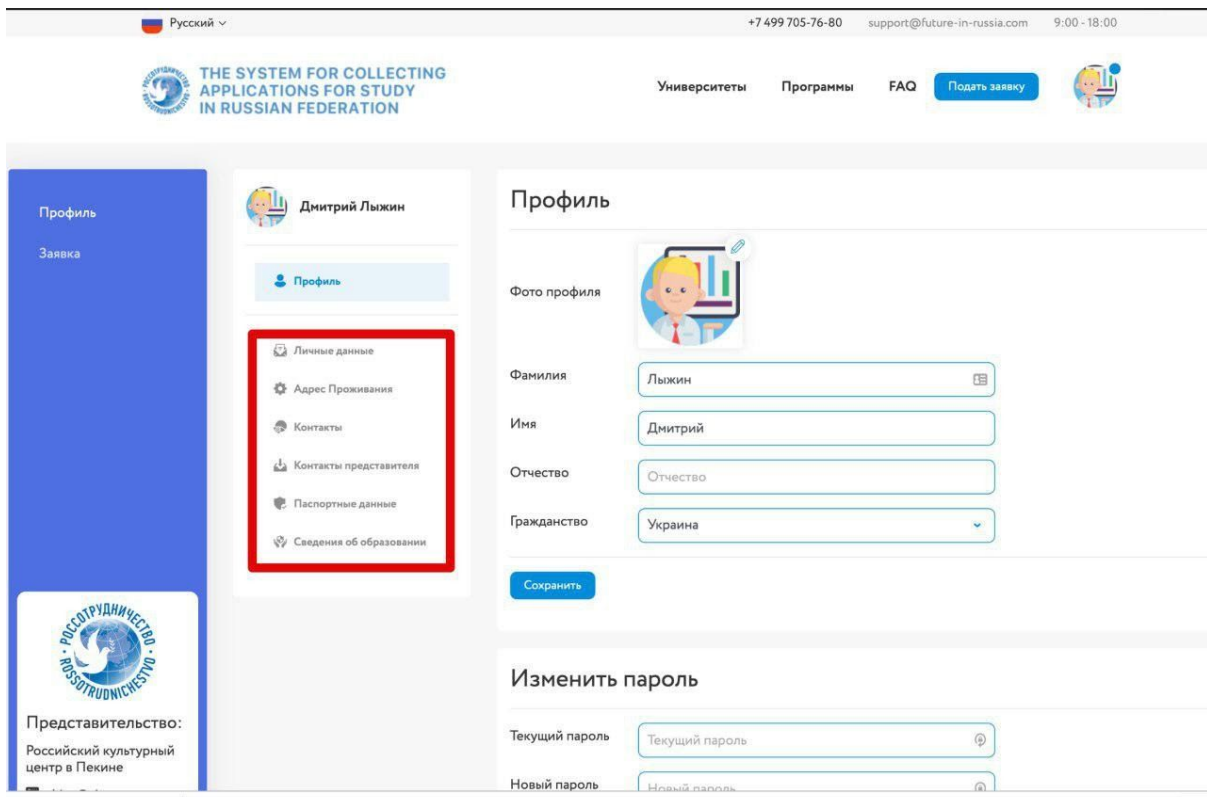 Русский
+7 499 705-76-80 support@future-in-russia.com 9:00 - 18:00
THE SYSTEM FOR COLLECTING
APPLICATIONS FOR STUDY
IN RUSSIAN FEDERATION
Университеты Программы FAQ Подать заявку
Профиль
Заявка
РОССОТРУДНИЧЕСТВО
ROSSOTRUDNICHESTVO
Представительство:
Российский культурный
центр в Пекине
Дмитрий Лыжин
Профиль
Личные данные
Адрес Проживания
Контакты
Контакты представителя
Паспортные данные
Сведения об образовании
Профиль
Фото профиля
Фамилия Лыжин
Имя Дмитрий
Отчество Отчество
Гражданство Украина
Сохранить
Изменить пароль
Текущий пароль Текущий пароль
Новый пароль Новый пароль